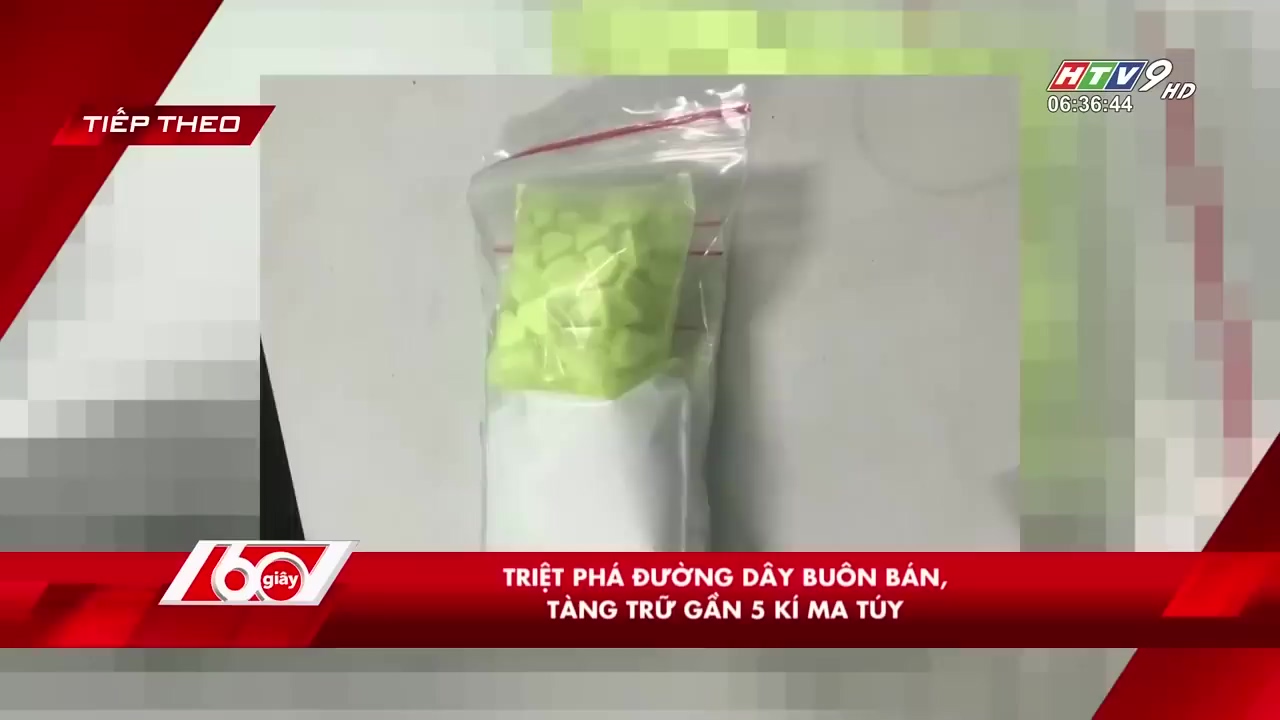 HTV9 HD
06:36:44
TIẾP THEO
60 giây
TRIỆT PHÁ ĐƯỜNG DÂY BUÔN BÁN,
TÀNG TRỮ GẦN 5 KÍ MA TÚY